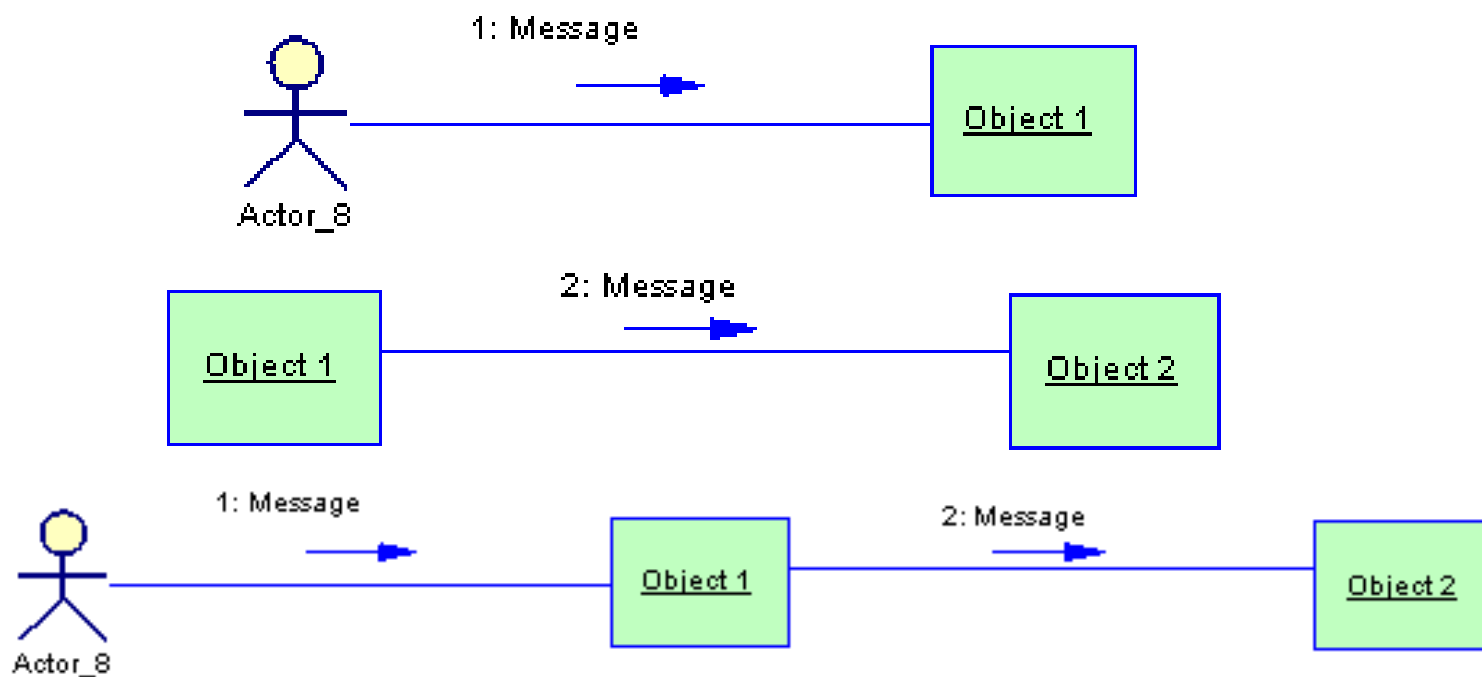 1: Message
Object 1
Actor_8
2: Message
Object 1
Object 2
1: Message
2: Message
Object 1
Object 2
Actor_8